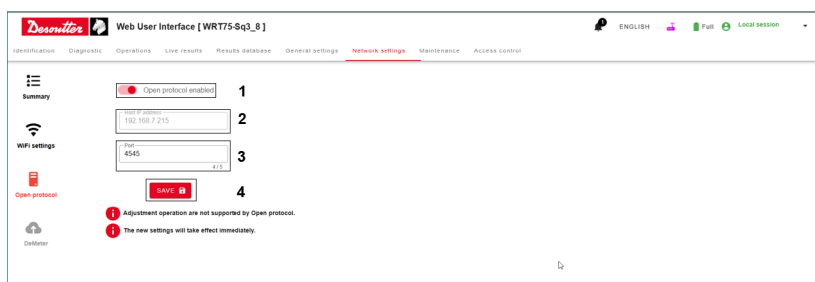 Desoutter Web User Interface [ WRT75-Sq3_8 ] ENGLISH Full Local session
Identification Diagnostic Operations Live results Results database General settings Network settings Maintenance Access control
Summary
Open protocol enabled 1
Host IP address
192.168.7.215 2
WiFi settings
Port
4545 3
4 / 5
Open protocol
SAVE 4
Adjustment operation are not supported by Open protocol.
The new settings will take effect immediately.
DeMeter